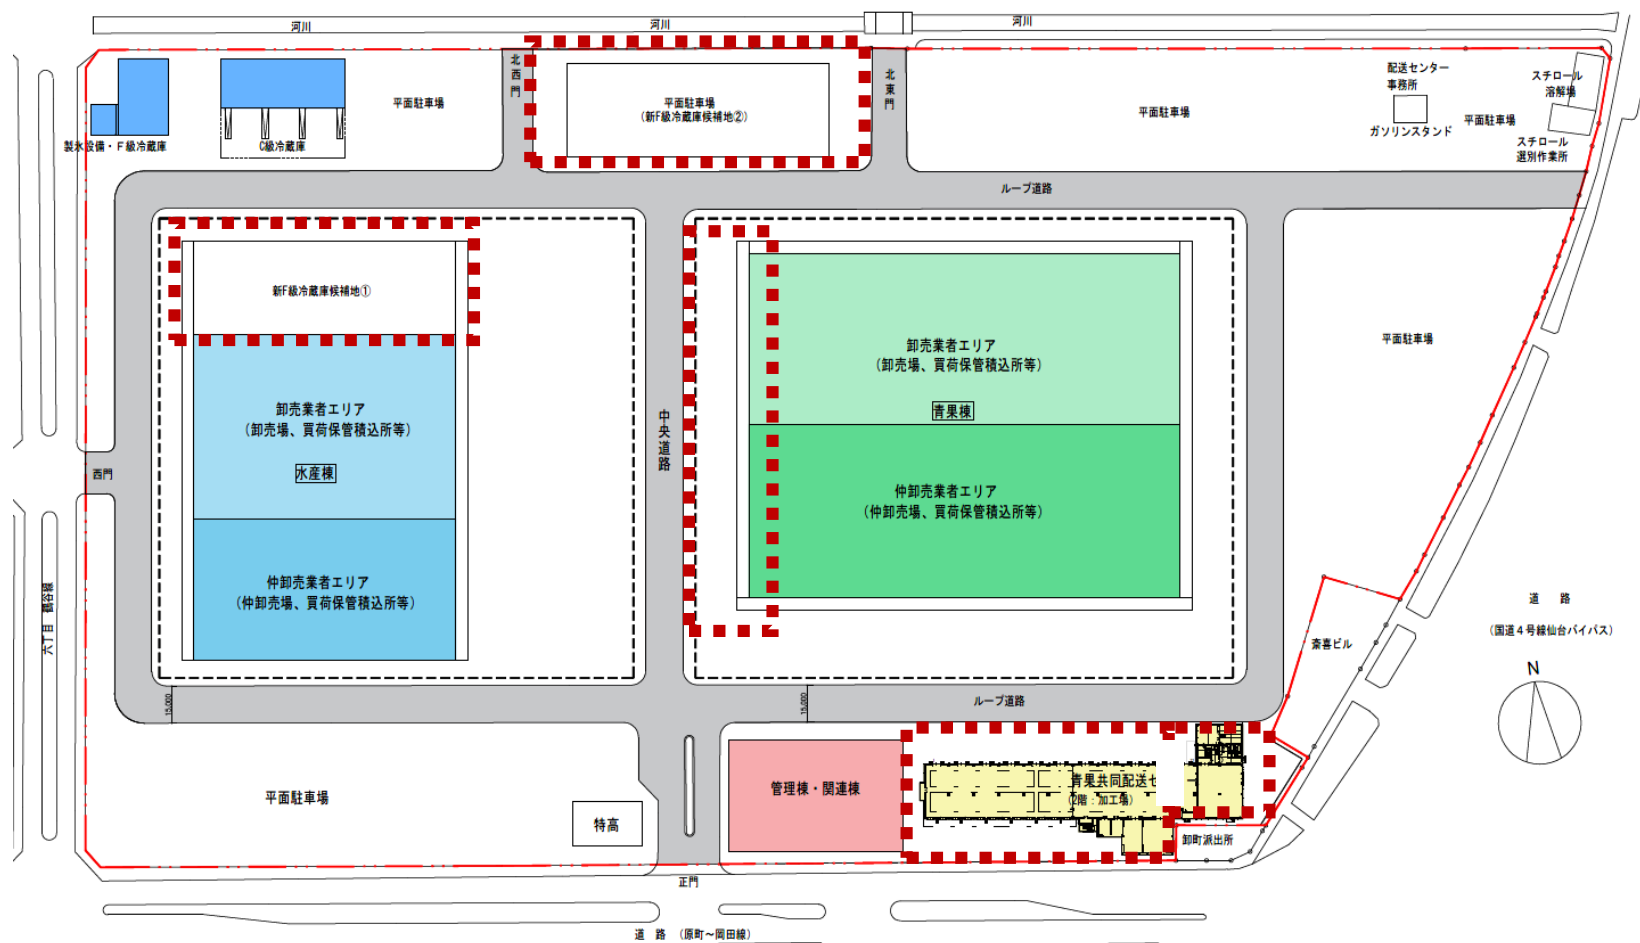 河川
河川
河川
北西門
北東門
平面駐車場
平面駐車場
(新F級冷蔵庫候補地②)
平面駐車場
配送センター
事務所
ガソリンスタンド
平面駐車場
スチロール
溶解場
スチロール
選別作業所
製氷設備・F級冷蔵庫
C級冷蔵庫
ループ道路
新F級冷蔵庫候補地①
卸売業者エリア
(卸売場、買荷保管積込所等)
水産棟
仲卸売業者エリア
(仲卸売場、買荷保管積込所等)
中央道路
卸売業者エリア
(卸売場、買荷保管積込所等)
青果棟
仲卸売業者エリア
(仲卸売場、買荷保管積込所等)
平面駐車場
西門
六丁目 鶴谷線
道 路
(国道4号線仙台バイパス)
N
斎喜ビル
15,000
15,000
ループ道路
平面駐車場
特高
管理棟・関連棟
青果共同配送セ
(2階:加工場)
卸町派出所
正門
道 路 (原町~岡田線)